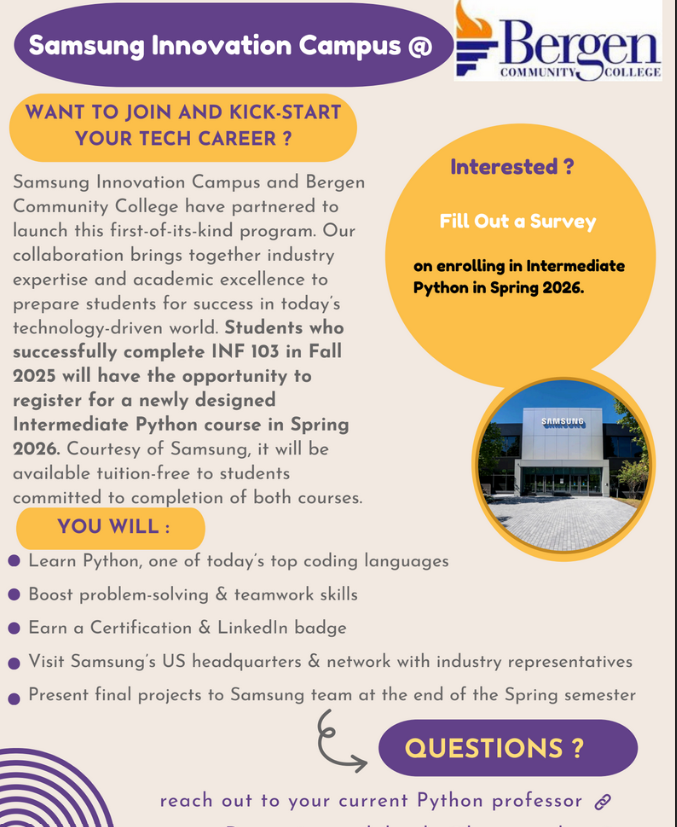 Samsung Innovation Campus @
Bergen
COMMUNITY COLLEGE
WANT TO JOIN AND KICK-START
YOUR TECH CAREER ?
Samsung Innovation Campus and Bergen
Community College have partnered to
launch this first-of-its-kind program. Our
collaboration brings together industry
expertise and academic excellence to
prepare students for success in today's
technology-driven world. Students who
successfully complete INF 103 in Fall
2025 will have the opportunity to
register for a newly designed
Intermediate Python course in Spring
2026. Courtesy of Samsung, it will be
available tuition-free to students
committed to completion of both courses.
Interested ?
Fill Out a Survey
on enrolling in Intermediate
Python in Spring 2026.
SAMSUNG
YOU WILL :
Learn Python, one of today's top coding languages
Boost problem-solving & teamwork skills
Earn a Certification & LinkedIn badge
Visit Samsung's US headquarters & network with industry representatives
Present final projects to Samsung team at the end of the Spring semester
QUESTIONS ?
reach out to your current Python professor